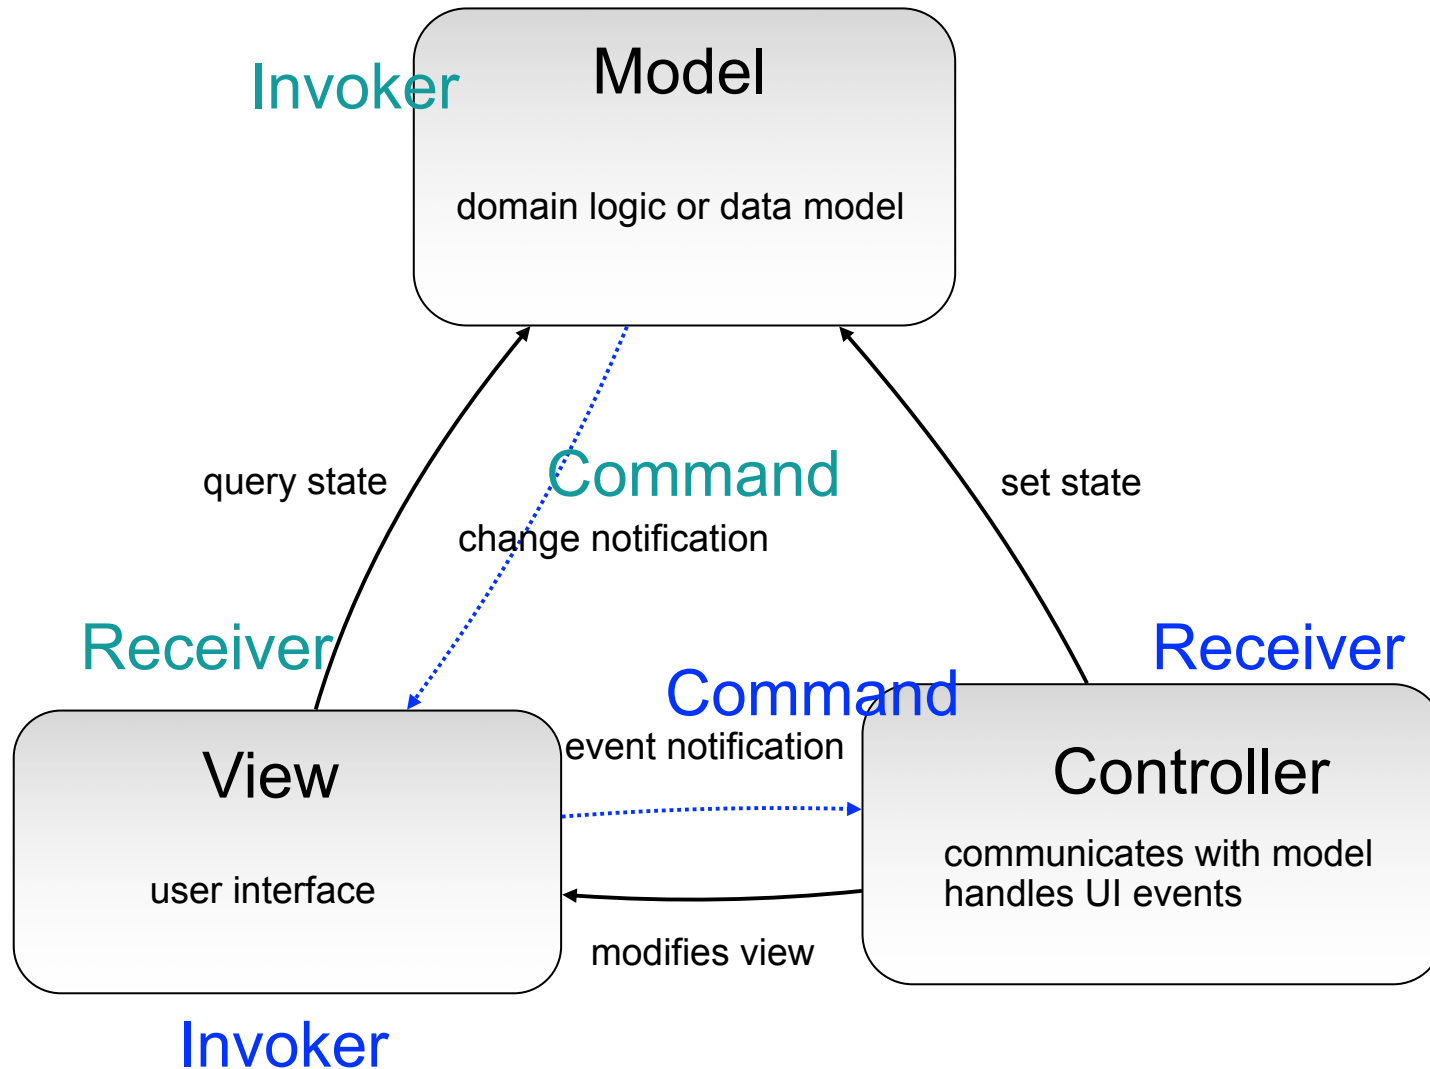 Model
Invoker
domain logic or data model
Command
query state
set state
change notification
Receiver
Receiver
Command
event notification
View
Controller
communicates with model
handles UI events
user interface
modifies view
Invoker